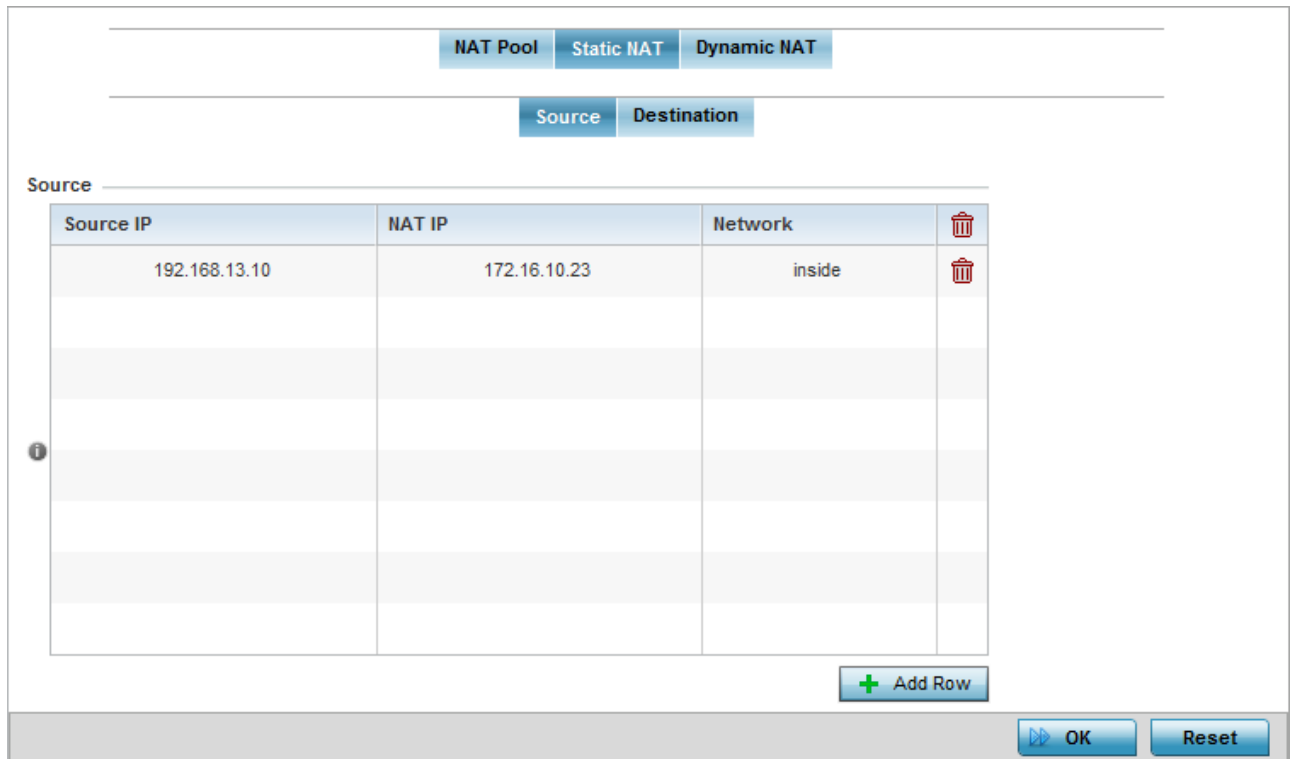 NAT Pool Static NAT Dynamic NAT
Source Destination
Source
Source IP NAT IP Network
192.168.13.10 172.16.10.23 inside
Add Row
OK Reset